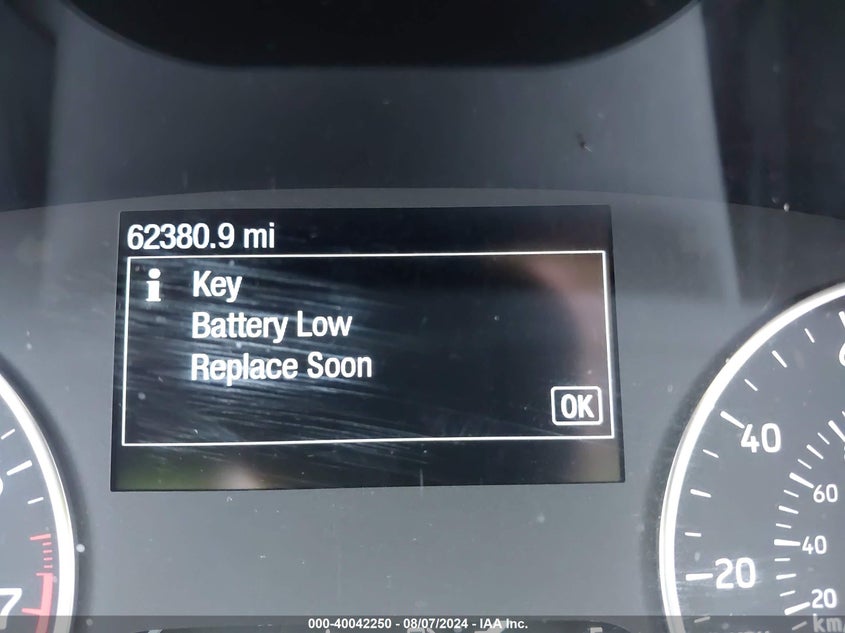 62380.9 mi
i Key
Battery Low
Replace Soon
OK
40
60
40
20
20
km/
7
000-40042250 - 08/07/2024 - IAA Inc.